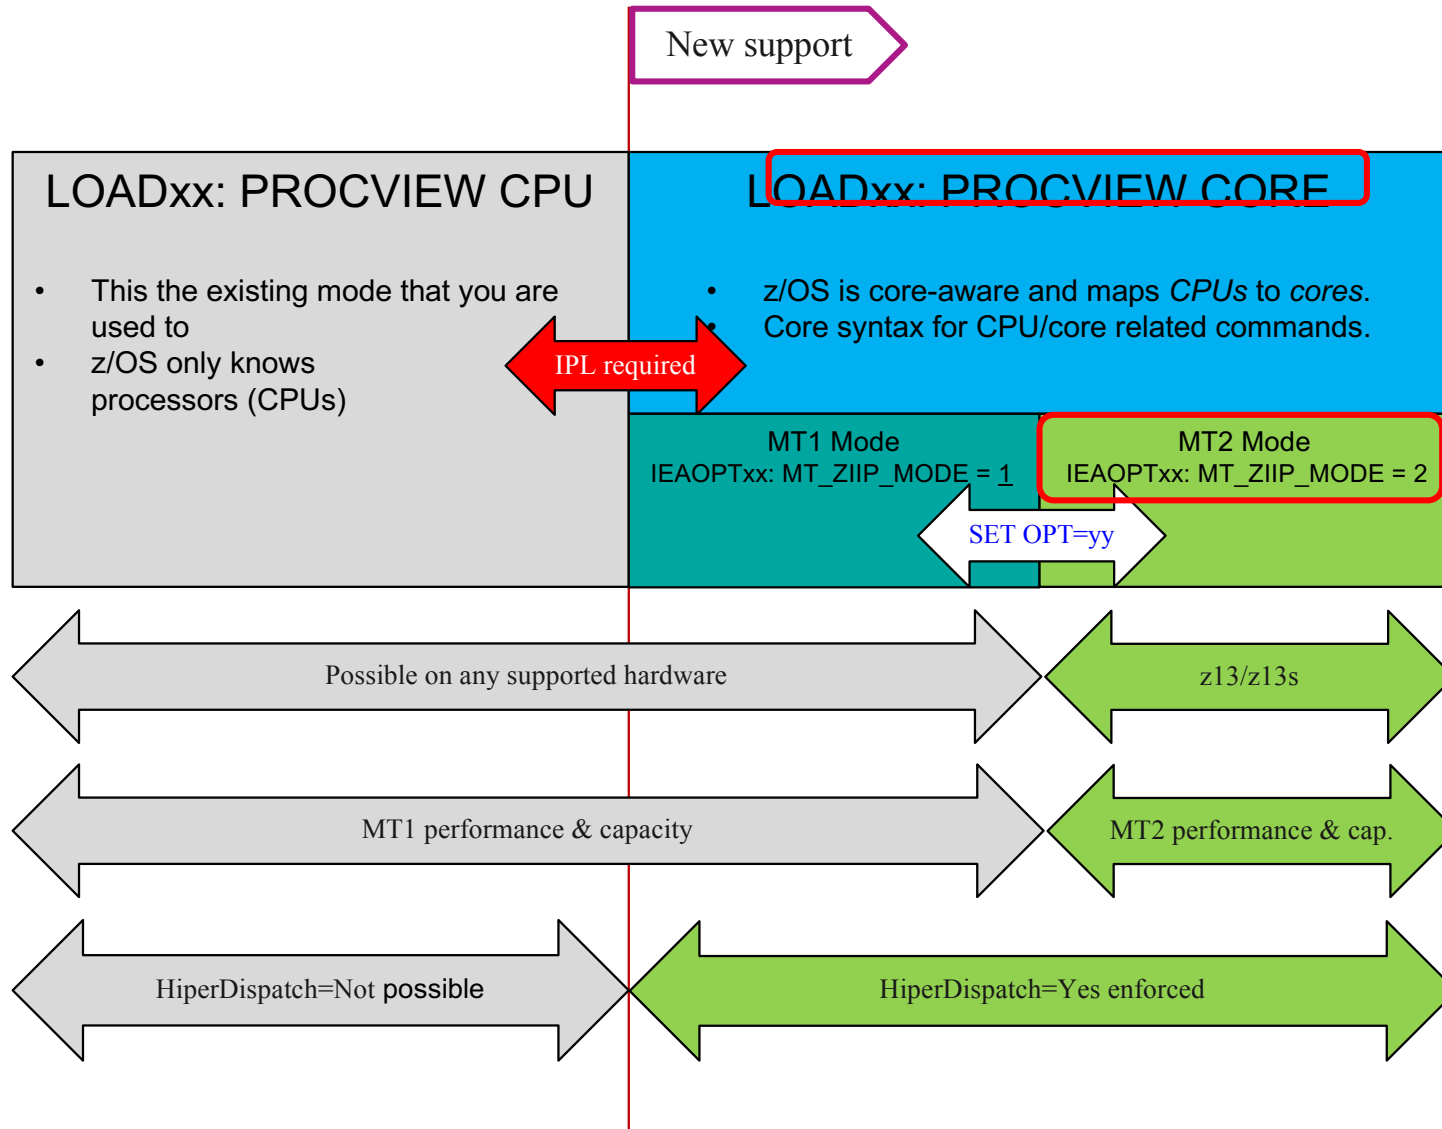 New support
LOADxx: PROCVIEW CPU
• This the existing mode that you are
used to
• z/OS only knows
processors (CPUs)
LOADxx: PROCVIEW CORE
• z/OS is core-aware and maps CPUs to cores.
• Core syntax for CPU/core related commands.
IPL required
MT1 Mode
IEAOPTxx: MT_ZIIP_MODE = 1
MT2 Mode
IEAOPTxx: MT_ZIIP_MODE = 2
SET OPT=yy
Possible on any supported hardware
z13/z13s
MT1 performance & capacity
MT2 performance & cap.
HiperDispatch=Not possible
HiperDispatch=Yes enforced